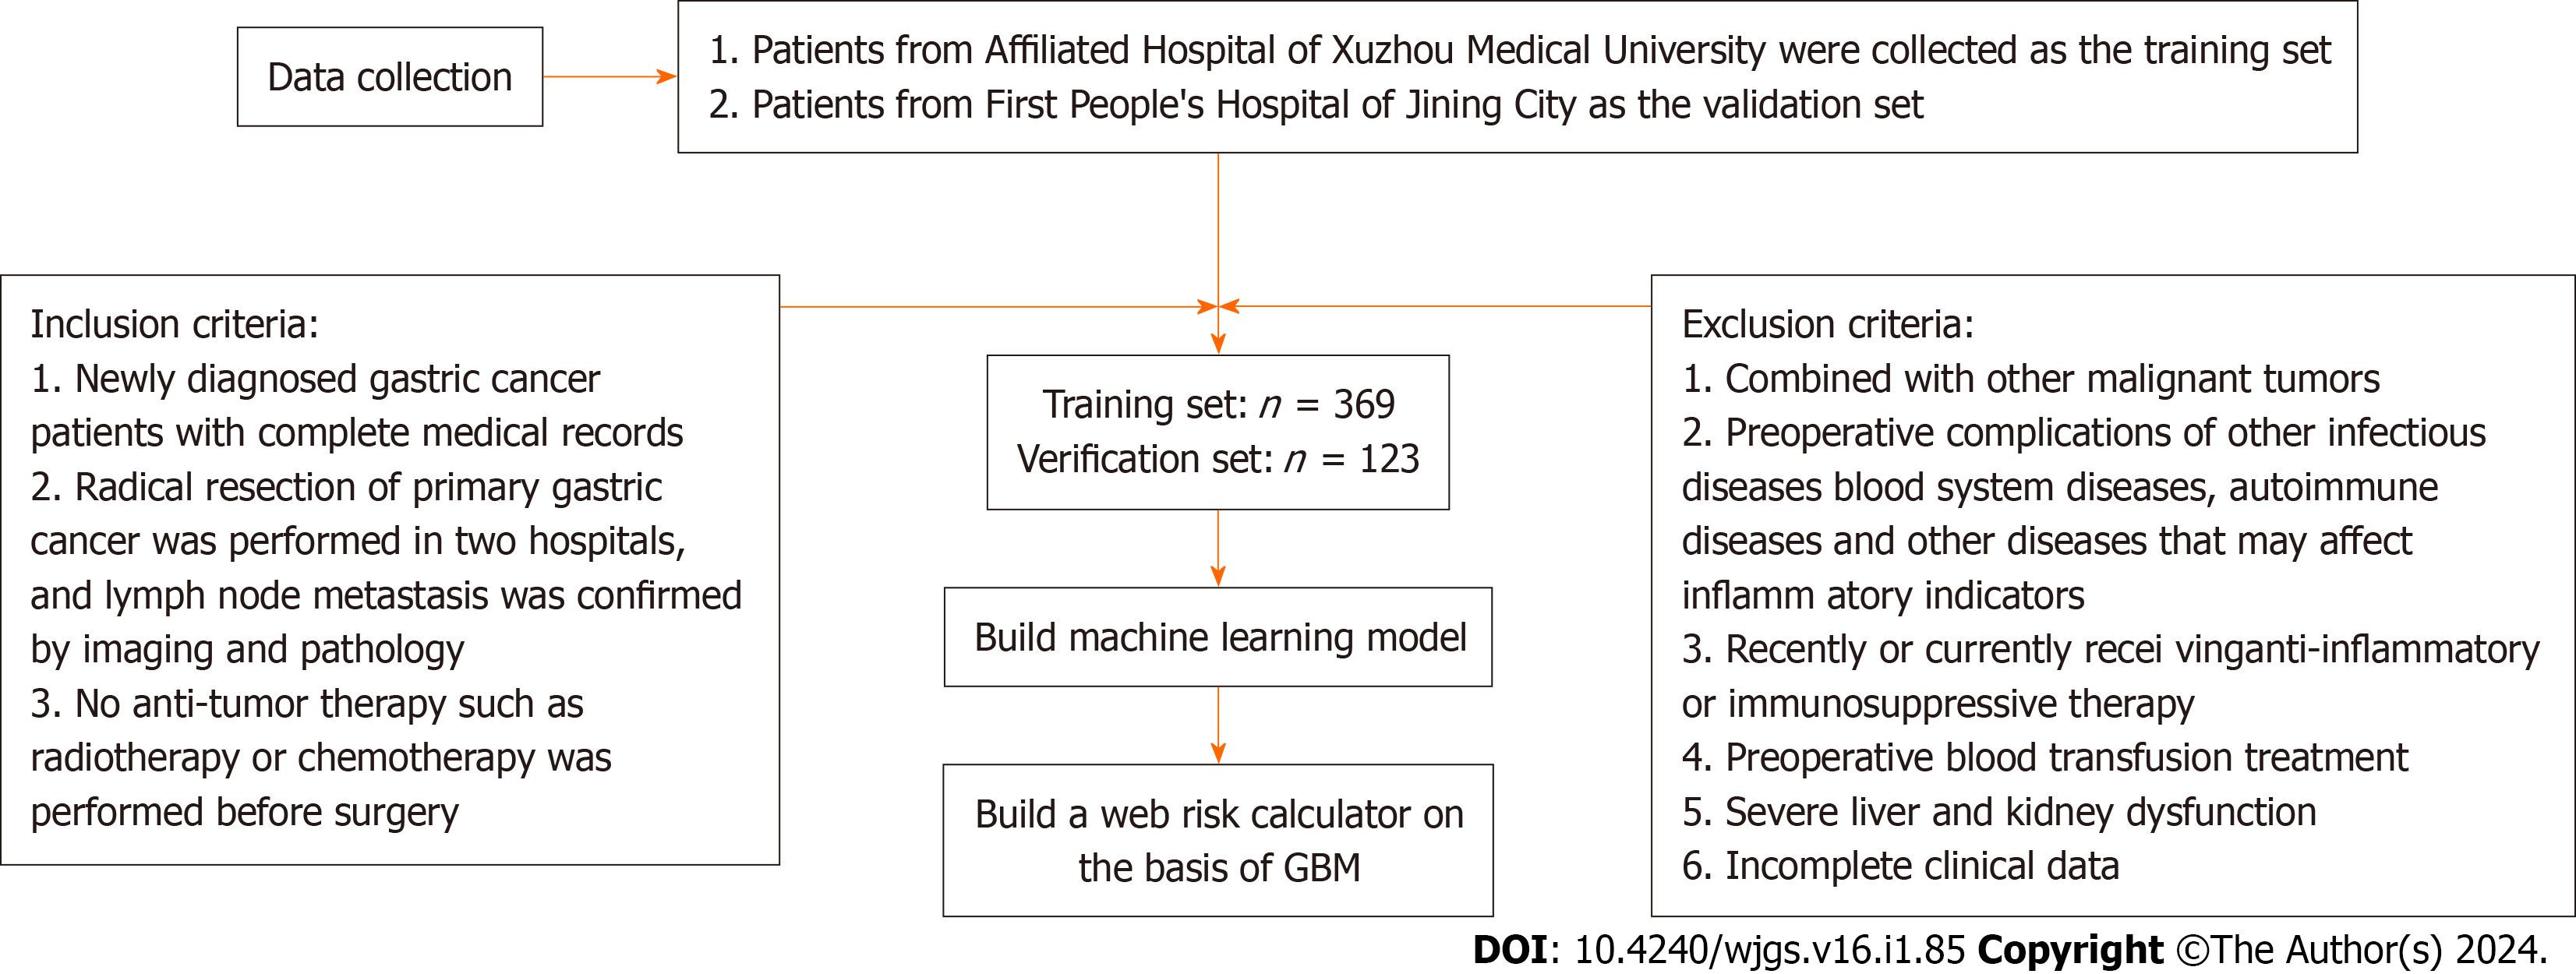 Data collection
1. Patients from Affiliated Hospital of Xuzhou Medical University were collected as the training set
2. Patients from First People's Hospital of Jining City as the validation set
Inclusion criteria:
1. Newly diagnosed gastric cancer
patients with complete medical records
2. Radical resection of primary gastric
cancer was performed in two hospitals,
and lymph node metastasis was confirmed
by imaging and pathology
3. No anti-tumor therapy such as
radiotherapy or chemotherapy was
performed before surgery
Training set: n = 369
Verification set: n = 123
Build machine learning model
Build a web risk calculator on
the basis of GBM
Exclusion criteria:
1. Combined with other malignant tumors
2. Preoperative complications of other infectious
diseases blood system diseases, autoimmune
diseases and other diseases that may affect
inflamm atory indicators
3. Recently or currently recei vinganti-inflammatory
or immunosuppressive therapy
4. Preoperative blood transfusion treatment
5. Severe liver and kidney dysfunction
6. Incomplete clinical data
DOI: 10.4240/wjgs.v16.i1.85 Copyright ©The Author(s) 2024.